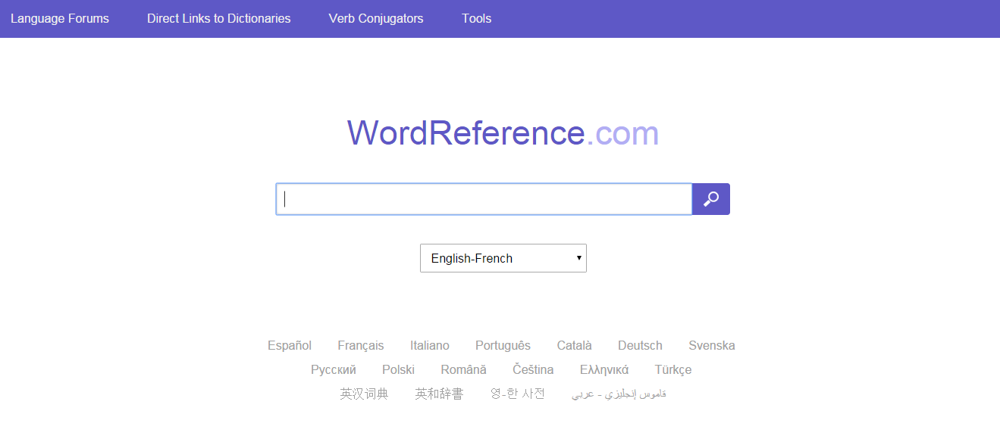 Language Forums Direct Links to Dictionaries Verb Conjugators Tools
WordReference.com
English-French
Español Français Italiano Português Català Deutsch Svenska
Русский Polski Română Čeština Ελληνικά Türkçe
英汉词典 英和辞書 영-한 사전 قاموس إنجليزي - عربي